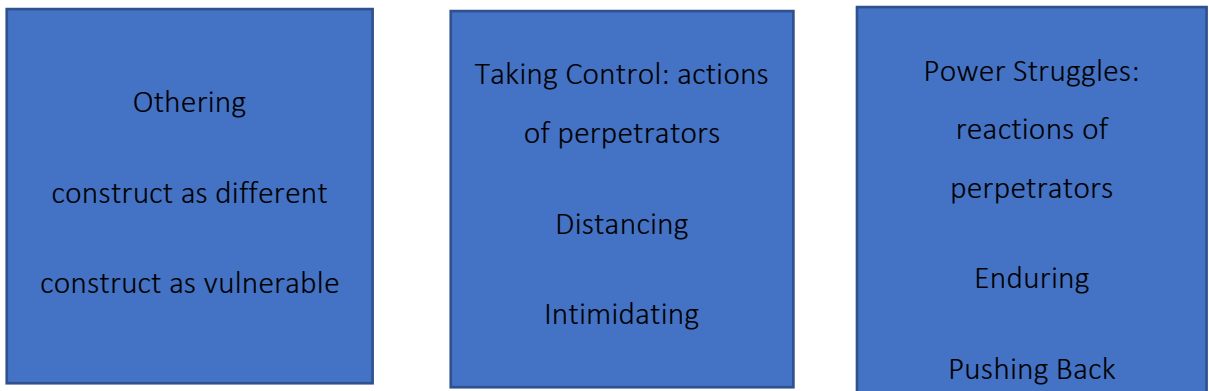 Othering
construct as different
construct as vulnerable
Taking Control: actions
of perpetrators
Distancing
Intimidating
Power Struggles:
reactions of
perpetrators
Enduring
Pushing Back